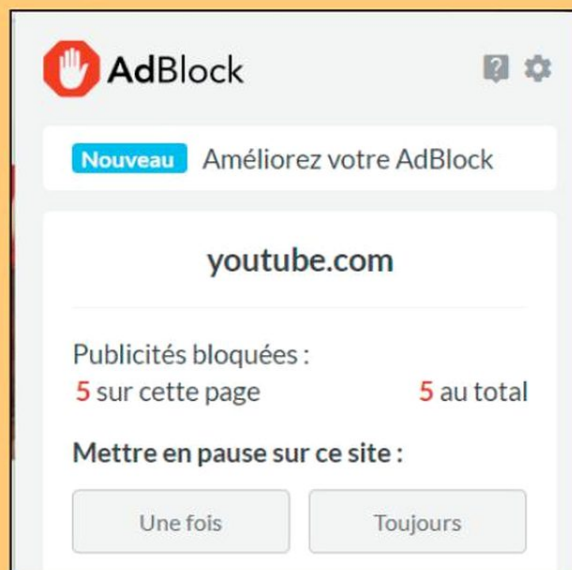 AdBlock
Nouveau Améliorez votre AdBlock
youtube.com
Publicités bloquées :
5 sur cette page 5 au total
Mettre en pause sur ce site :
Une fois Toujours